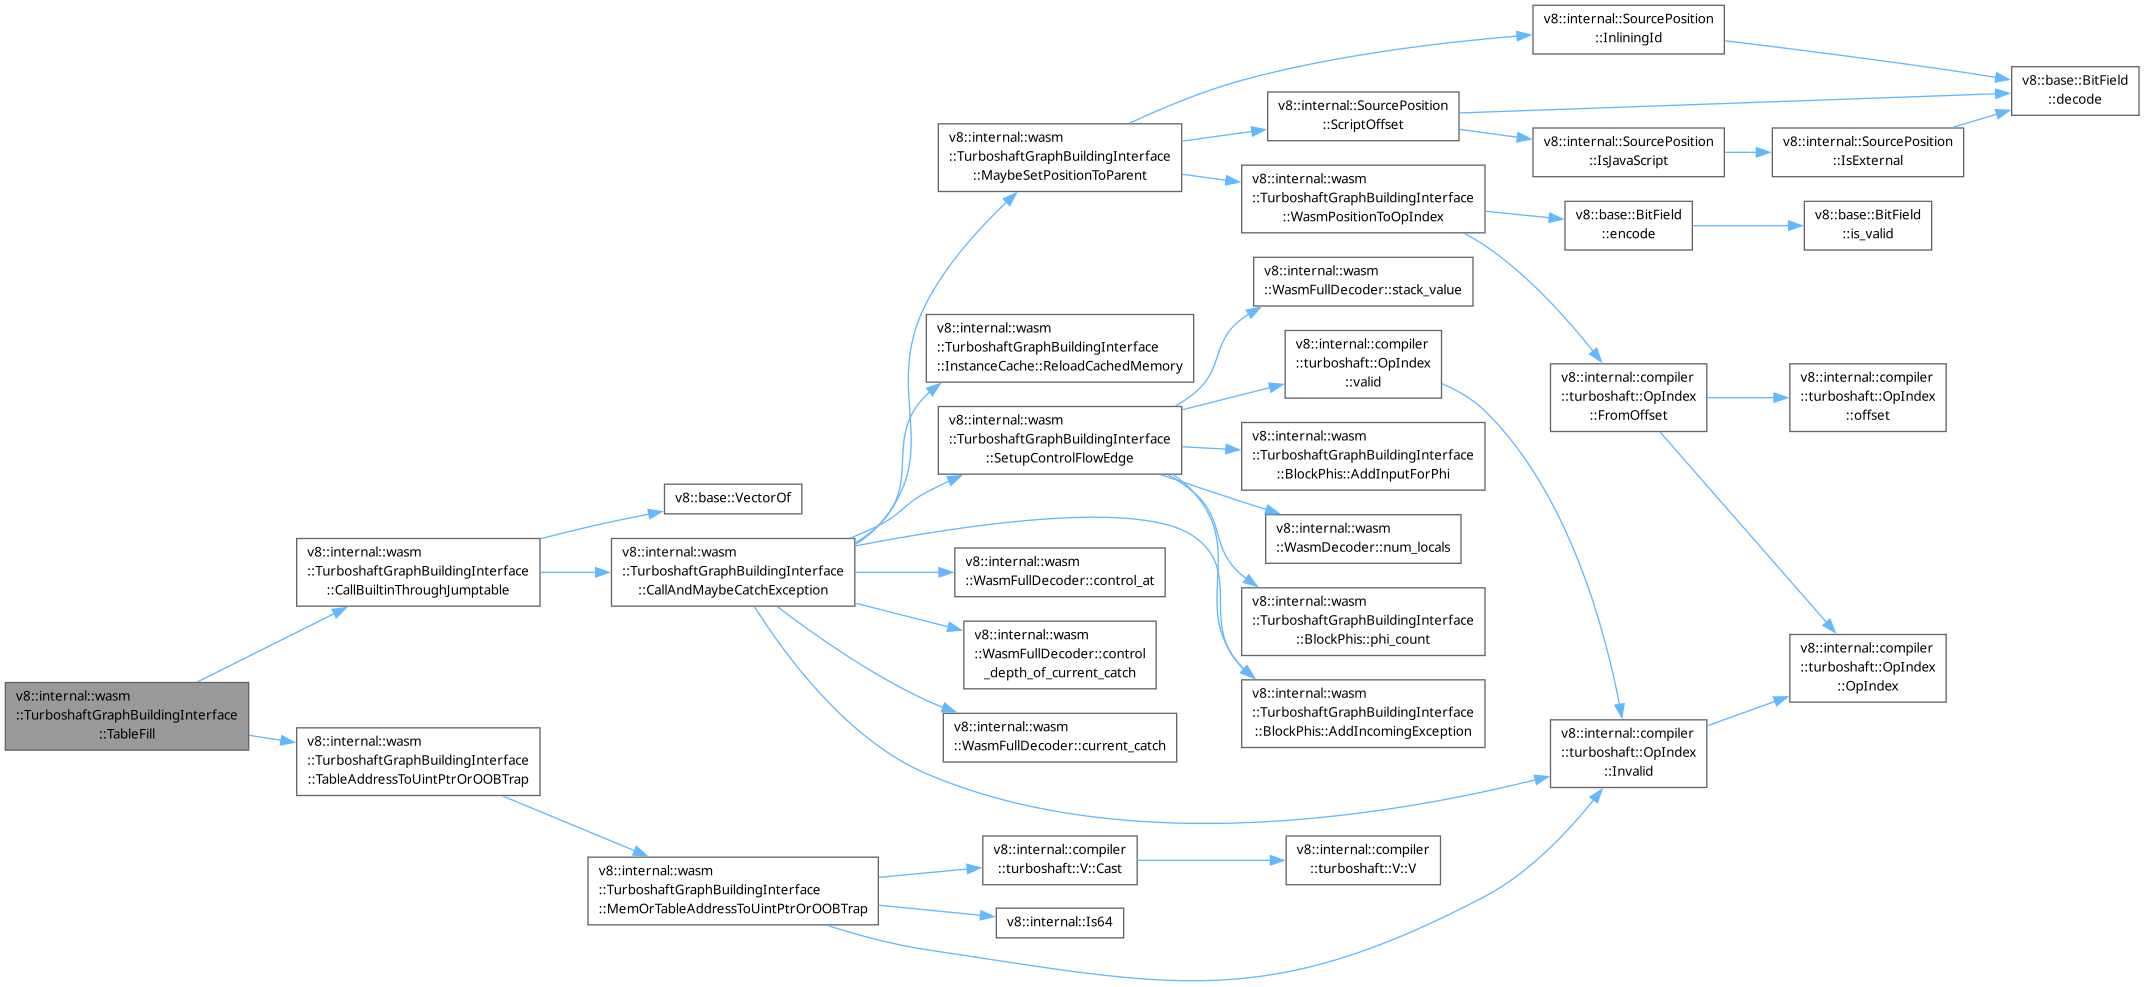 v8::internal::wasm
::TurboshaftGraphBuildingInterface
::TableFill
v8::internal::wasm
::TurboshaftGraphBuildingInterface
::CallBuiltinThroughJumptable
v8::internal::wasm
::TurboshaftGraphBuildingInterface
::TableAddressToUintPtrOrOOBTrap
v8::base::VectorOf
v8::internal::wasm
::TurboshaftGraphBuildingInterface
::CallAndMaybeCatchException
v8::internal::wasm
::TurboshaftGraphBuildingInterface
::MemOrTableAddressToUintPtrOrOOBTrap
v8::internal::wasm
::TurboshaftGraphBuildingInterface
::MaybeSetPositionToParent
v8::internal::wasm
::TurboshaftGraphBuildingInterface
::InstanceCache::ReloadCachedMemory
v8::internal::wasm
::TurboshaftGraphBuildingInterface
::SetupControlFlowEdge
v8::internal::wasm
::WasmFullDecoder::control_at
v8::internal::wasm
::WasmFullDecoder::control
_depth_of_current_catch
v8::internal::wasm
::WasmFullDecoder::current_catch
v8::internal::compiler
::turboshaft::V::Cast
v8::internal::Is64
v8::internal::SourcePosition
::InliningId
v8::internal::SourcePosition
::ScriptOffset
v8::internal::SourcePosition
::IsJavaScript
v8::internal::SourcePosition
::IsExternal
v8::base::BitField
::decode
v8::internal::wasm
::TurboshaftGraphBuildingInterface
::WasmPositionToOpIndex
v8::base::BitField
::encode
v8::base::BitField
::is_valid
v8::internal::wasm
::WasmFullDecoder::stack_value
v8::internal::compiler
::turboshaft::OpIndex
::valid
v8::internal::wasm
::TurboshaftGraphBuildingInterface
::BlockPhis::AddInputForPhi
v8::internal::wasm
::WasmDecoder::num_locals
v8::internal::wasm
::TurboshaftGraphBuildingInterface
::BlockPhis::phi_count
v8::internal::wasm
::TurboshaftGraphBuildingInterface
::BlockPhis::AddIncomingException
v8::internal::compiler
::turboshaft::OpIndex
::FromOffset
v8::internal::compiler
::turboshaft::OpIndex
::offset
v8::internal::compiler
::turboshaft::OpIndex
::OpIndex
v8::internal::compiler
::turboshaft::OpIndex
::Invalid
v8::internal::compiler
::turboshaft::V::V